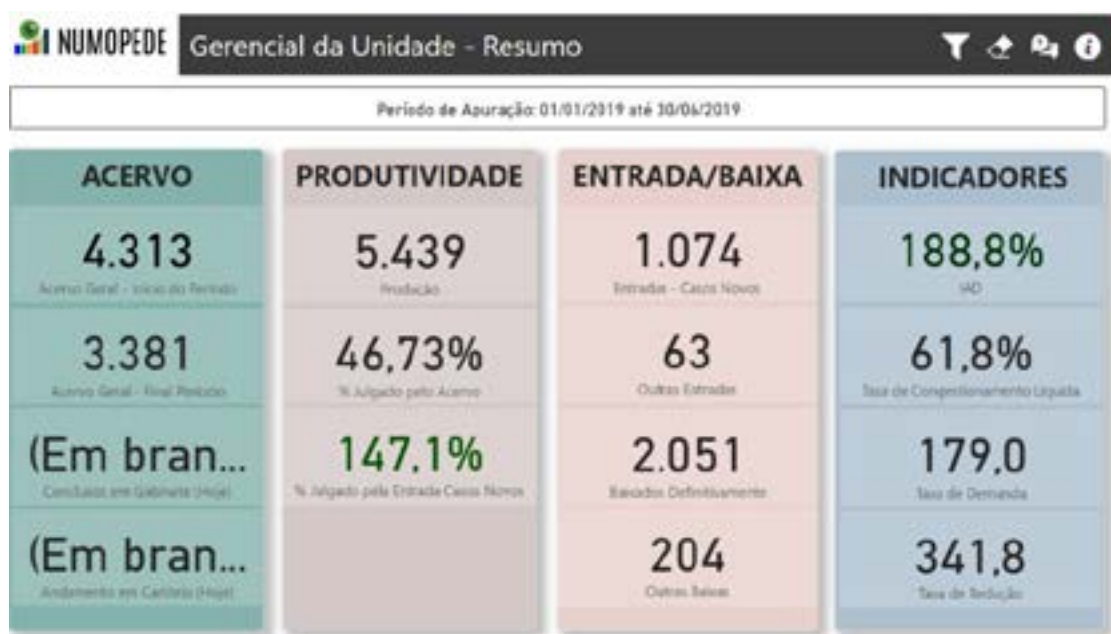 NUMOPEDE
Gerencial da Unidade - Resumo
Período de Apuração: 01/01/2019 até 30/06/2019
ACERVO
4.313
Acervo Geral - Início do Período
3.381
Acervo Geral - Final Período
(Em bran...
Conclusos em Gabinete (Hoje)
(Em bran...
Andamento em Cartório (Hoje)
PRODUTIVIDADE
5.439
Produção
46,73%
% Julgado pelo Acervo
147,1%
% Julgado pela Entrada Casos Novos
ENTRADA/BAIXA
1.074
Entradas - Casos Novos
63
Outras Entradas
2.051
Baixados Definitivamente
204
Outras Baixas
INDICADORES
188,8%
IAD
61,8%
Taxa de Congestionamento Líquida
179,0
Taxa de Demanda
341,8
Taxa de Redução